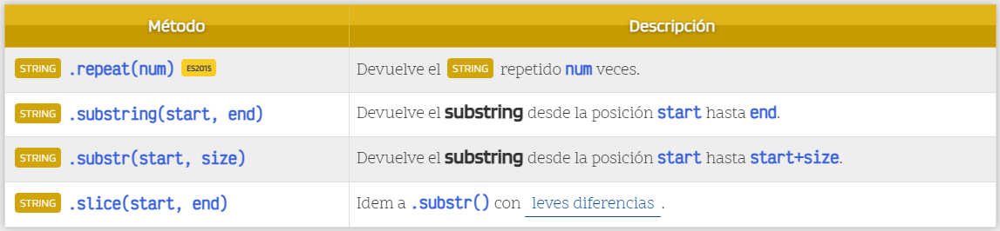 Método Descripción
STRING .repeat(num) ES2015 Devuelve el STRING repetido num veces.
STRING .substring(start, end) Devuelve el substring desde la posición start hasta end.
STRING .substr(start, size) Devuelve el substring desde la posición start hasta start+size.
STRING .slice(start, end) Idem a .substr() con leves diferencias .